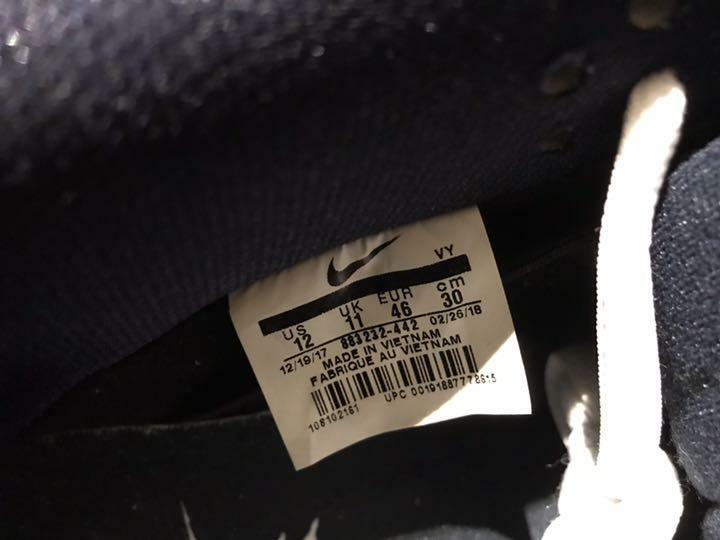 VY
US UK EUR cm
12 11 46 30
12/19/17 883232-442 02/26/18
MADE IN VIETNAM
FABRIQUE AU VIETNAM
108102161 UPC 00191887778615